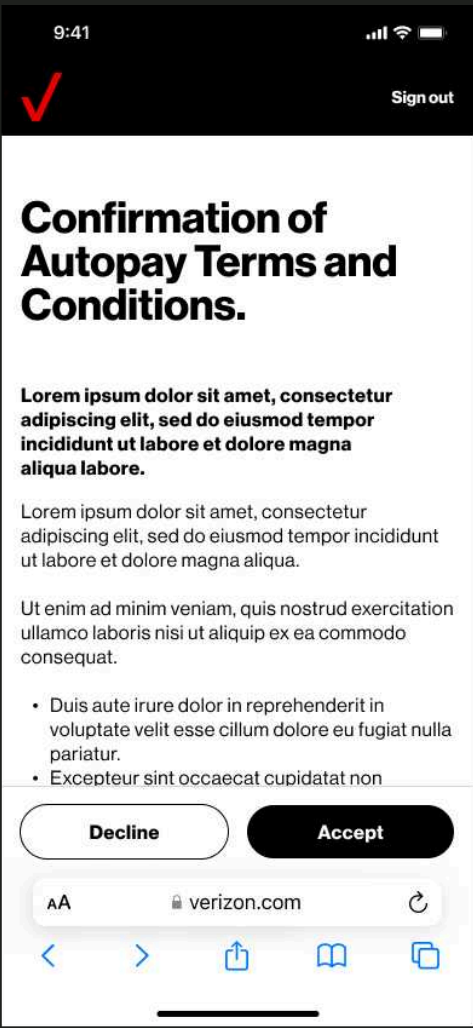 9:41
Sign out
Confirmation of
Autopay Terms and
Conditions.
Lorem ipsum dolor sit amet, consectetur
adipiscing elit, sed do eiusmod tempor
incididunt ut labore et dolore magna
aliqua labore.
Lorem ipsum dolor sit amet, consectetur
adipiscing elit, sed do eiusmod tempor incididunt
ut labore et dolore magna aliqua.
Ut enim ad minim veniam, quis nostrud exercitation
ullamco laboris nisi ut aliquip ex ea commodo
consequat.
• Duis aute irure dolor in reprehenderit in
voluptate velit esse cillum dolore eu fugiat nulla
pariatur.
• Excepteur sint occaecat cupidatat non
Decline
Accept
AA
verizon.com